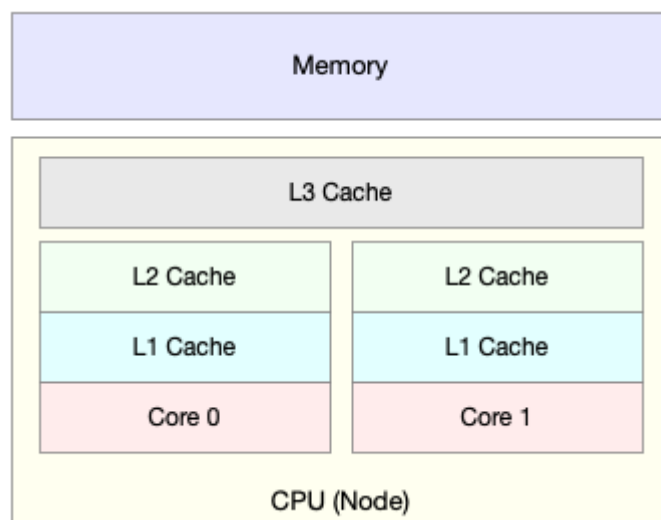 Memory
L3 Cache
L2 Cache
L2 Cache
L1 Cache
L1 Cache
Core 0
Core 1
CPU (Node)